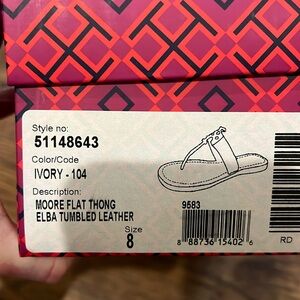 Style no:
51148643
Color/Code
IVORY - 104
Description:
MOORE FLAT THONG
ELBA TUMBLED LEATHER
Size
8
9583
8 88736 15402 6
RD